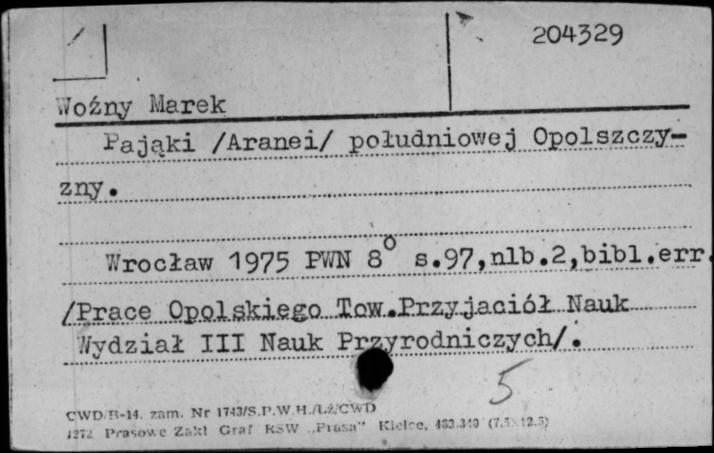 204329
Woźny Marek
Pająki /Aranei/ południowej Opolszczy-
zny.
Wrocław 1975 PWN 8° s.97,nlb.2,bibl.err.
/Prace Opolskiego Tow.Przyjaciół Nauk
Wydział III Nauk Przyrodniczych/.
5
CWD/B-14. zam. Nr 1743/S.P.W.H./LŻ/CWD
1272 Prasowe Zakł Graf RSW „Prasa" Kielce, 483.340 (7.5×12.5)